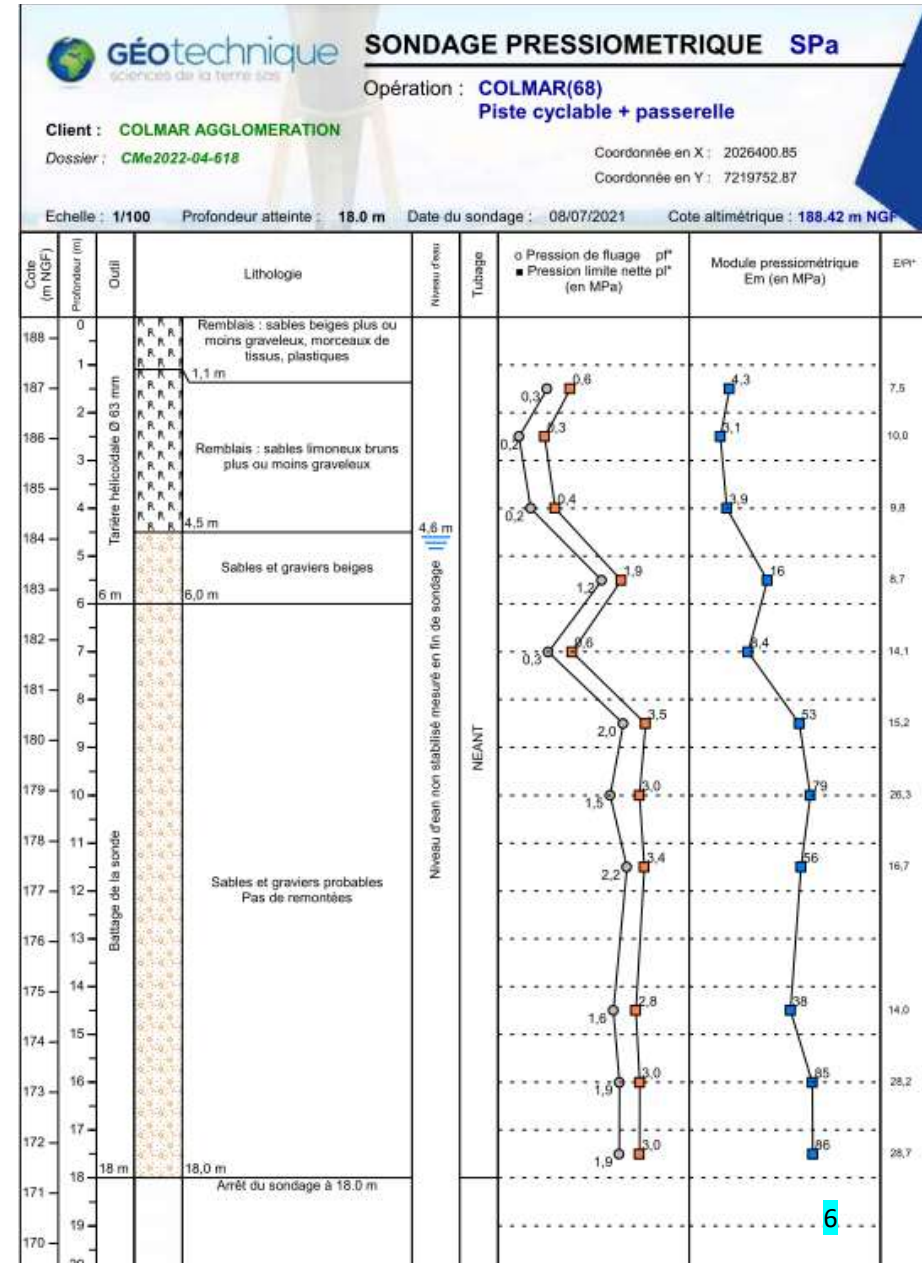 GÉOtechnique
sciences de la terre sas
SONDAGE PRESSIOMETRIQUE SPa
Opération : COLMAR(68)
Piste cyclable + passerelle
Client : COLMAR AGGLOMERATION
Dossier : CMe2022-04-618
Coordonnée en X : 2026400.85
Coordonnée en Y : 7219752.87
Echelle : 1/100 Profondeur atteinte : 18.0 m Date du sondage : 08/07/2021 Cote altimétrique : 188.42 m NGF
Cote (m NGF)
Profondeur (m)
Outil
Lithologie
Niveau d'eau
Tubage
o Pression de fluage pf*
■ Pression limite nette pl*
(en MPa)
Module pressiométrique
Em (en MPa)
E/Pl*
188
187
186
185
184
183
182
181
180
179
178
177
176
175
174
173
172
171
170
0
1
2
3
4
5
6
7
8
9
10
11
12
13
14
15
16
17
18
19
20
Tarière hélicoïdale Ø 63 mm
6 m
Battage de la sonde
18 m
Remblais : sables beiges plus ou
moins graveleux, morceaux de
tissus, plastiques
1,1 m
Remblais : sables limoneux bruns
plus ou moins graveleux
4,5 m
Sables et graviers beiges
6,0 m
Sables et graviers probables
Pas de remontées
18,0 m
Arrêt du sondage à 18.0 m
4,6 m
Niveau d'ean non stabilisé mesuré en fin de sondage
NEANT
0,3 0,6 4,3 7,5
0,2 0,3 3,1 10,0
0,2 0,4 3,9 9,8
1,2 1,9 16 8,7
0,3 0,6 8,4 14,1
2,0 3,5 53 15,2
1,5 3,0 79 26,3
2,2 3,4 56 16,7
1,6 2,8 38 14,0
1,9 3,0 85 28,2
1,9 3,0 86 28,7
6